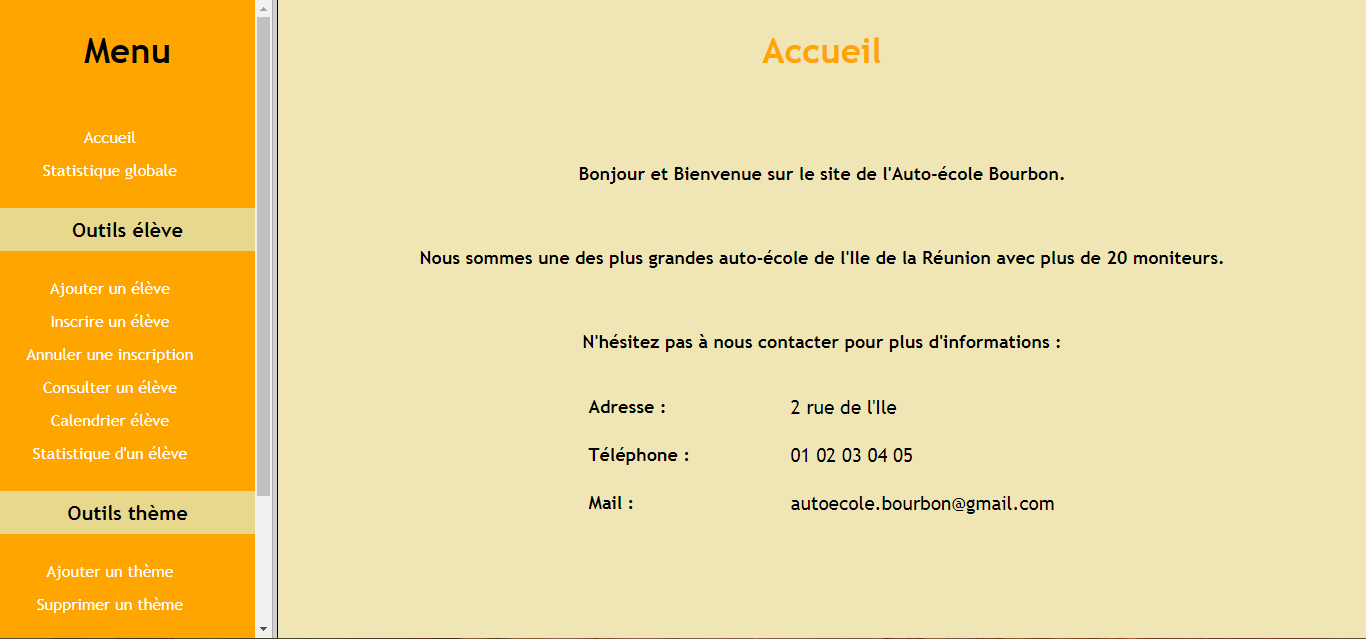 Menu
Accueil
Statistique globale
Outils élève
Ajouter un élève
Inscrire un élève
Annuler une inscription
Consulter un élève
Calendrier élève
Statistique d'un élève
Outils thème
Ajouter un thème
Supprimer un thème
Accueil
Bonjour et Bienvenue sur le site de l'Auto-école Bourbon.
Nous sommes une des plus grandes auto-école de l'Ile de la Réunion avec plus de 20 moniteurs.
N'hésitez pas à nous contacter pour plus d'informations :
Adresse : 2 rue de l'Ile
Téléphone : 01 02 03 04 05
Mail : autoecole.bourbon@gmail.com